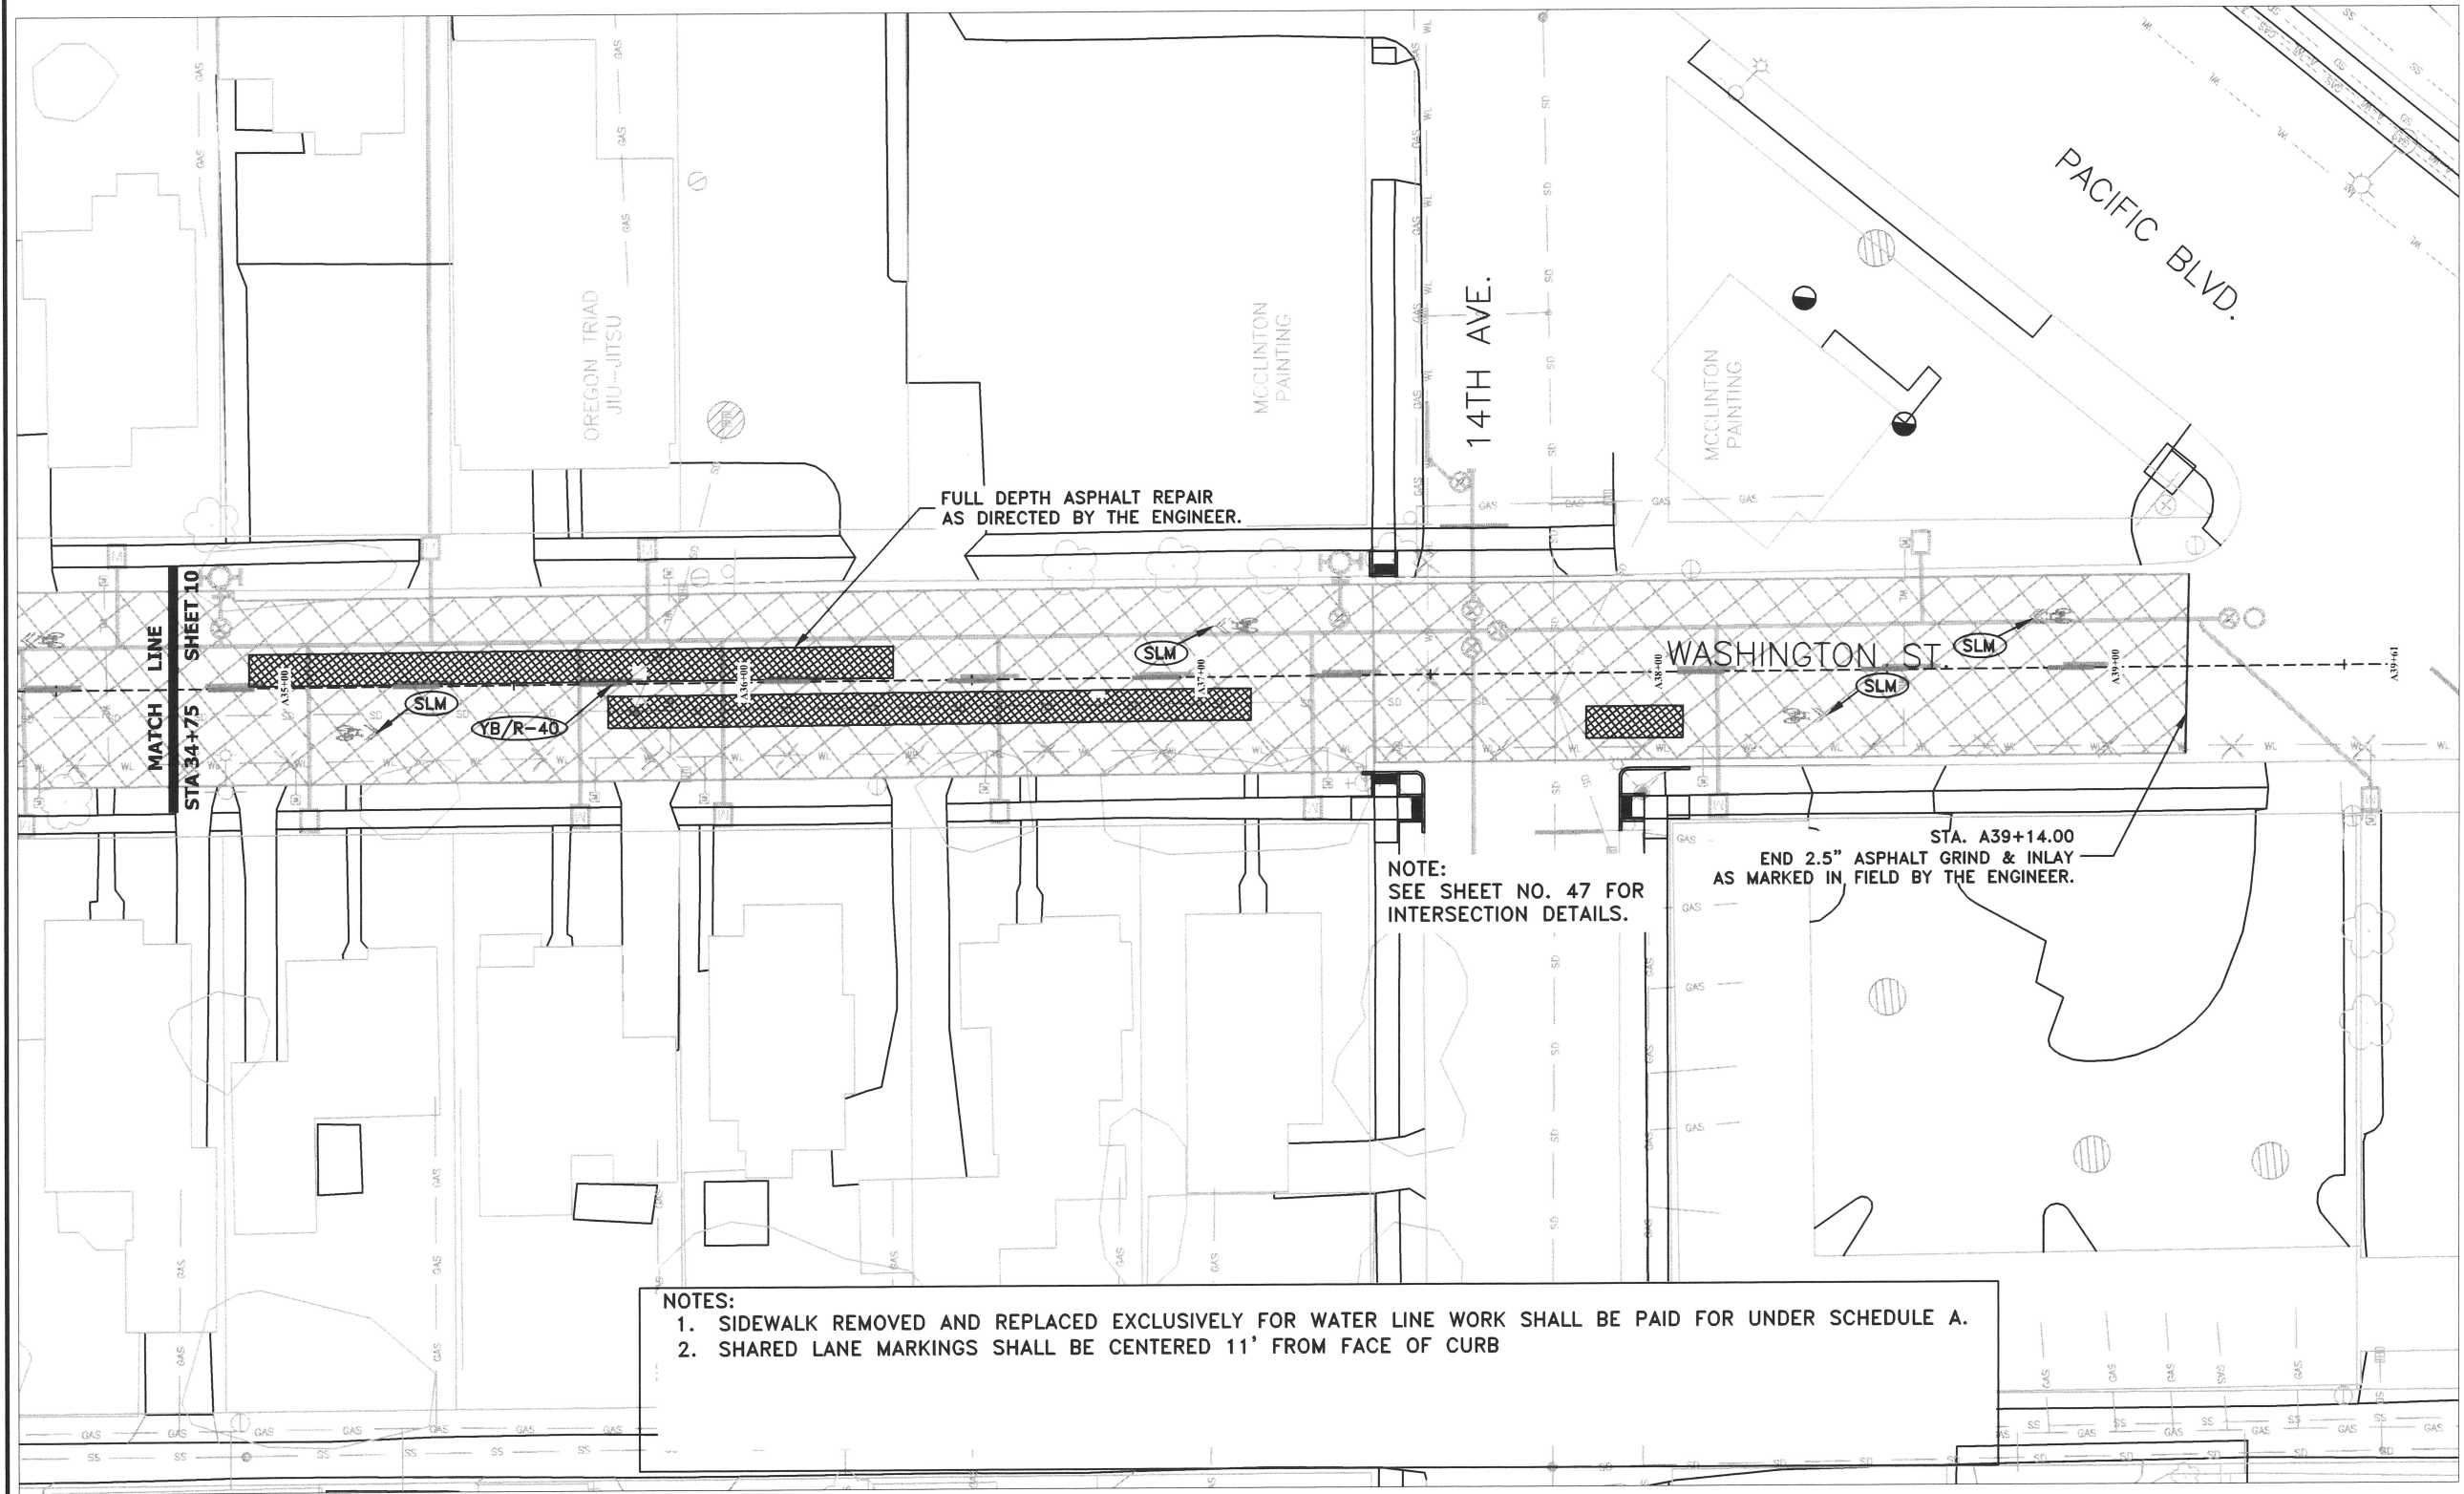 PACIFIC BLVD.
14TH AVE.
OREGON TRIAD
JIU-JITSU
MCCLINTON
PAINTING
MCCLINTON
PAINTING
FULL DEPTH ASPHALT REPAIR
AS DIRECTED BY THE ENGINEER.
MATCH LINE
STA 34+75 SHEET 10
WASHINGTON ST.
SLM
SLM
SLM
SLM
YB/R-40
A35+00
A36+00
A37+00
A38+00
A39+00
A39+61
STA. A39+14.00
END 2.5" ASPHALT GRIND & INLAY
AS MARKED IN FIELD BY THE ENGINEER.
NOTE:
SEE SHEET NO. 47 FOR
INTERSECTION DETAILS.
GAS
WL
SD
SS
NOTES:
1. SIDEWALK REMOVED AND REPLACED EXCLUSIVELY FOR WATER LINE WORK SHALL BE PAID FOR UNDER SCHEDULE A.
2. SHARED LANE MARKINGS SHALL BE CENTERED 11' FROM FACE OF CURB